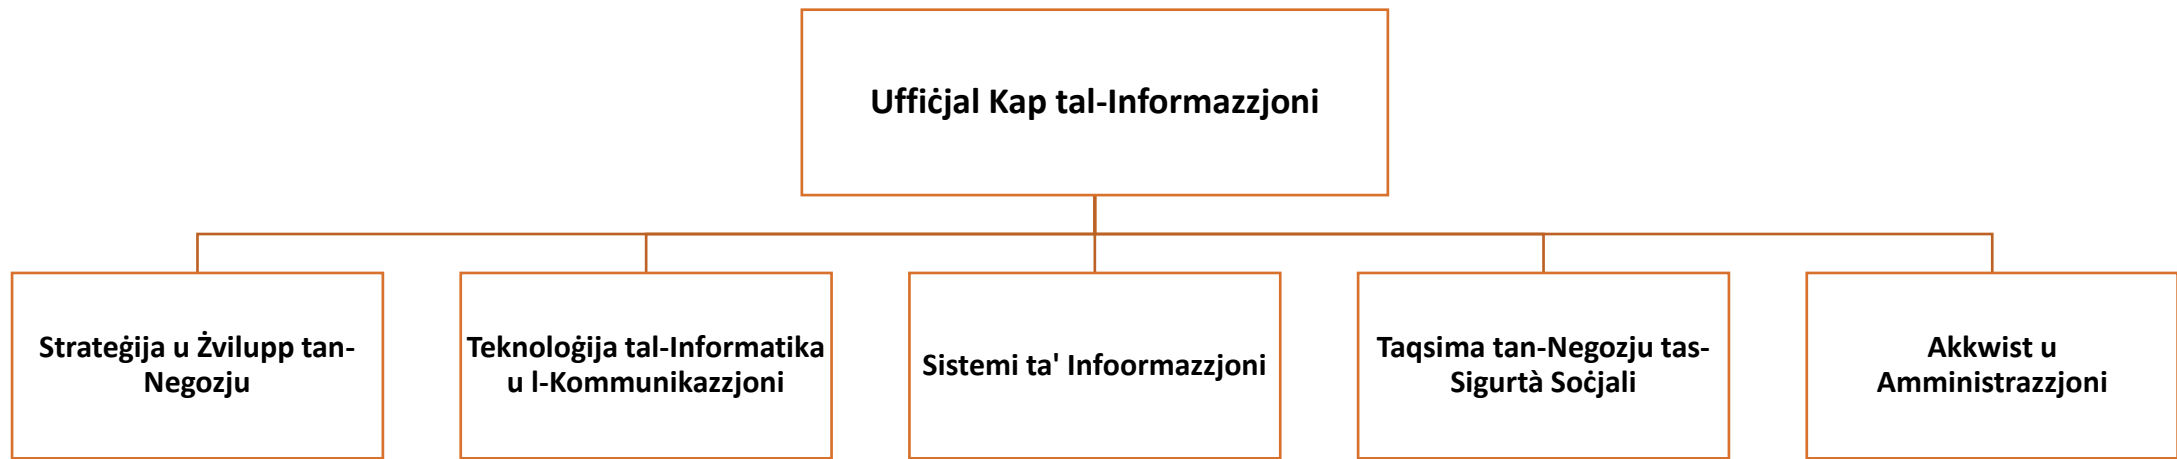 Uffiċjal Kap tal-Informazzjoni
Strateġija u Żvilupp tan-
Negozju
Teknoloġija tal-Informatika
u l-Kommunikazzjoni
Sistemi ta' Infoormazzjoni
Taqsima tan-Negozju tas-
Sigurtà Soċjali
Akkwist u
Amministrazzjoni